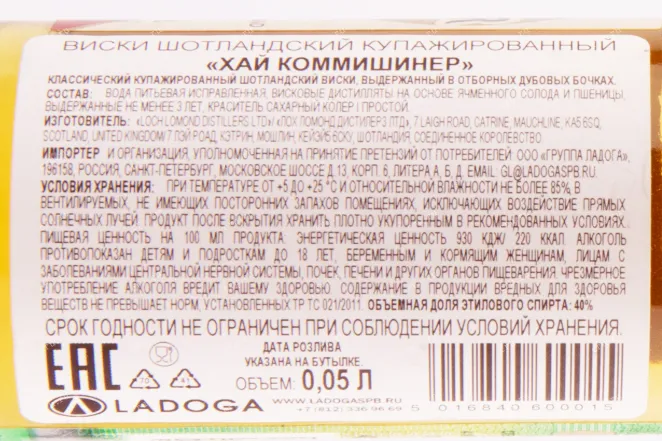 ВИСКИ ШОТЛАНДСКИЙ КУПАЖИРОВАННЫЙ
«ХАЙ КОММИШИНЕР»
КЛАССИЧЕСКИЙ КУПАЖИРОВАННЫЙ ШОТЛАНДСКИЙ ВИСКИ, ВЫДЕРЖАННЫЙ В ОТБОРНЫХ ДУБОВЫХ БОЧКАХ.
СОСТАВ: ВОДА ПИТЬЕВАЯ ИСПРАВЛЕННАЯ, ВИСКОВЫЕ ДИСТИЛЛЯТЫ НА ОСНОВЕ ЯЧМЕННОГО СОЛОДА И ПШЕНИЦЫ,
ВЫДЕРЖАННЫЕ НЕ МЕНЕЕ 3 ЛЕТ, КРАСИТЕЛЬ САХАРНЫЙ КОЛЕР I ПРОСТОЙ.
ИЗГОТОВИТЕЛЬ: «LOCH LOMOND DISTILLERS LTD»/ «ЛОХ ЛОМОНД ДИСТИЛЕРЗ ЛТД», 7 LAIGH ROAD, CATRINE, MAUCHLINE, KA5 6SQ,
SCOTLAND, UNITED KINGDOM/ 7 ЛЭЙ РОАД, КЭТРИН, МОШЛИН, КЕЙЭЙ5 6СКУ, ШОТЛАНДИЯ, СОЕДИНЕННОЕ КОРОЛЕВСТВО.
ИМПОРТЕР И ОРГАНИЗАЦИЯ, УПОЛНОМОЧЕННАЯ НА ПРИНЯТИЕ ПРЕТЕНЗИЙ ОТ ПОТРЕБИТЕЛЕЙ: ООО «ГРУППА ЛАДОГА»,
196158, РОССИЯ, САНКТ-ПЕТЕРБУРГ, МОСКОВСКОЕ ШОССЕ Д.13, КОРП. 6, ЛИТЕРА А, Б, Д, EMAIL: GL@LADOGASPB.RU
УСЛОВИЯ ХРАНЕНИЯ: ПРИ ТЕМПЕРАТУРЕ ОТ +5 ДО +25 °С И ОТНОСИТЕЛЬНОЙ ВЛАЖНОСТИ НЕ БОЛЕЕ 85%, В
ВЕНТИЛИРУЕМЫХ, НЕ ИМЕЮЩИХ ПОСТОРОННИХ ЗАПАХОВ ПОМЕЩЕНИЯХ, ИСКЛЮЧАЮЩИХ ВОЗДЕЙСТВИЕ ПРЯМЫХ
СОЛНЕЧНЫХ ЛУЧЕЙ. ПРОДУКТ ПОСЛЕ ВСКРЫТИЯ ХРАНИТЬ ПЛОТНО УКУПОРЕННЫМ В РЕКОМЕНДОВАННЫХ УСЛОВИЯХ.
ПИЩЕВАЯ ЦЕННОСТЬ НА 100 МЛ ПРОДУКТА: ЭНЕРГЕТИЧЕСКАЯ ЦЕННОСТЬ 930 КДЖ/ 220 ККАЛ. АЛКОГОЛЬ
ПРОТИВОПОКАЗАН ДЕТЯМ И ПОДРОСТКАМ ДО 18 ЛЕТ, БЕРЕМЕННЫМ И КОРМЯЩИМ ЖЕНЩИНАМ, ЛИЦАМ С
ЗАБОЛЕВАНИЯМИ ЦЕНТРАЛЬНОЙ НЕРВНОЙ СИСТЕМЫ, ПОЧЕК, ПЕЧЕНИ И ДРУГИХ ОРГАНОВ ПИЩЕВАРЕНИЯ. ЧРЕЗМЕРНОЕ
УПОТРЕБЛЕНИЕ АЛКОГОЛЯ ВРЕДИТ ВАШЕМУ ЗДОРОВЬЮ. СОДЕРЖАНИЕ В ПРОДУКЦИИ ВРЕДНЫХ ДЛЯ ЗДОРОВЬЯ
ВЕЩЕСТВ НЕ ПРЕВЫШАЕТ НОРМ, УСТАНОВЛЕННЫХ ТР ТС 021/2011. ОБЪЕМНАЯ ДОЛЯ ЭТИЛОВОГО СПИРТА: 40%
СРОК ГОДНОСТИ НЕ ОГРАНИЧЕН ПРИ СОБЛЮДЕНИИ УСЛОВИЙ ХРАНЕНИЯ.
ЕАС
70 41
ДАТА РОЗЛИВА
УКАЗАНА НА БУТЫЛКЕ
ОБЪЕМ: 0,05 Л
LADOGA
WWW.LADOGASPB.RU
+7 (812) 336 96 69
5 016840 600015